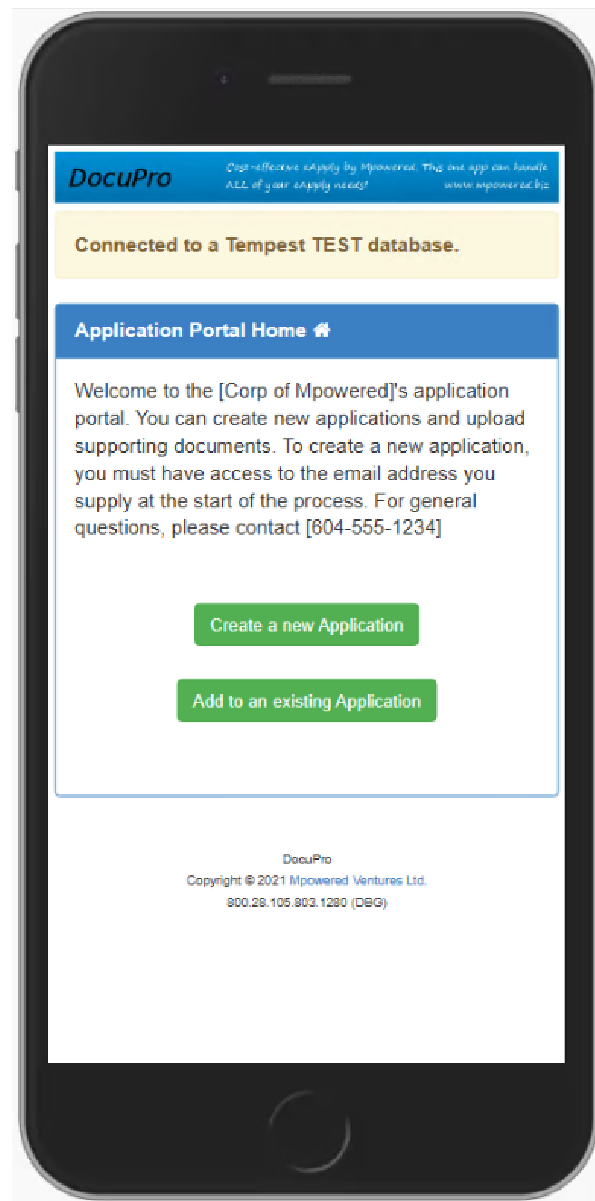 DocuPro
Cost-effective eApply by Mpowered. This one app can handle
ALL of your eApply needs! www.mpowered.biz
Connected to a Tempest TEST database.
Application Portal Home
Welcome to the [Corp of Mpowered]'s application
portal. You can create new applications and upload
supporting documents. To create a new application,
you must have access to the email address you
supply at the start of the process. For general
questions, please contact [604-555-1234]
Create a new Application
Add to an existing Application
DocuPro
Copyright © 2021 Mpowered Ventures Ltd.
800.28.105.803.1280 (DBG)